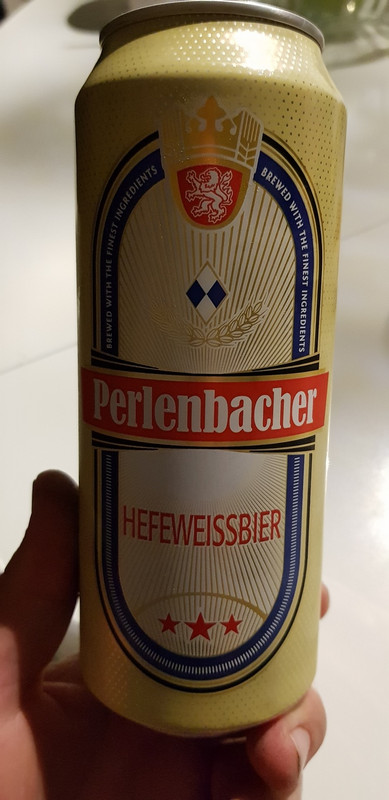 BREWED WITH THE FINEST INGREDIENTS
BREWED WITH THE FINEST INGREDIENTS
Perlenbacher
HEFEWEISSBIER